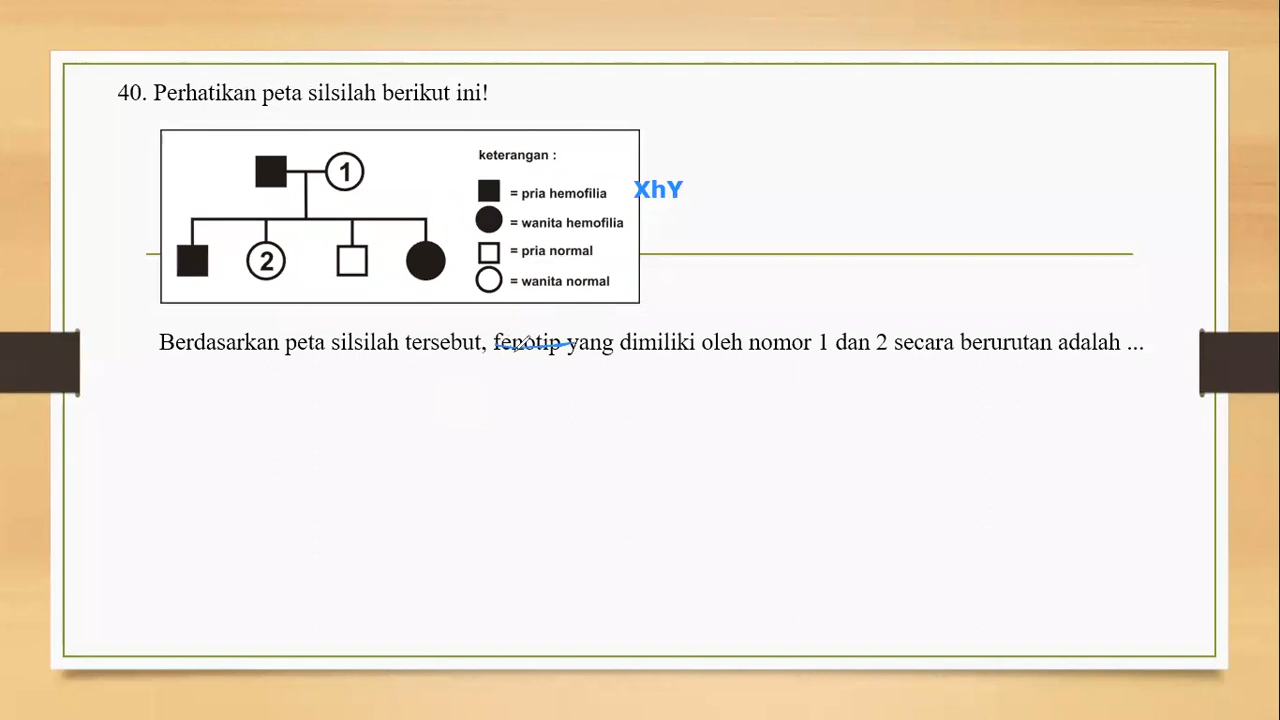 40. Perhatikan peta silsilah berikut ini!
1
keterangan :
= pria hemofilia
XhY
= wanita hemofilia
2
= pria normal
= wanita normal
Berdasarkan peta silsilah tersebut, fenotip yang dimiliki oleh nomor 1 dan 2 secara berurutan adalah ...